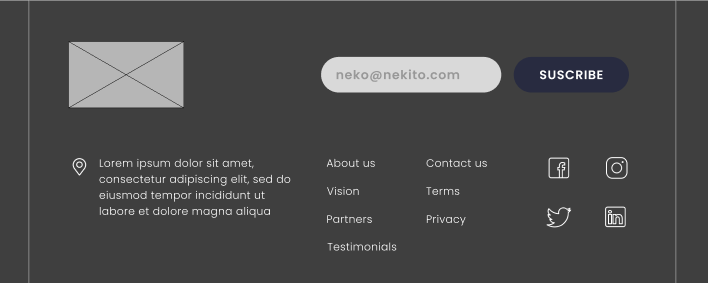 neko@nekito.com
SUSCRIBE
Lorem ipsum dolor sit amet,
consectetur adipiscing elit, sed do
eiusmod tempor incididunt ut
labore et dolore magna aliqua
About us
Vision
Partners
Testimonials
Contact us
Terms
Privacy